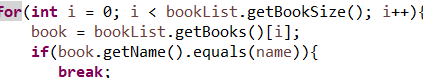 for(int i = 0; i < bookList.getBookSize(); i++){
book = bookList.getBooks()[i];
if(book.getName().equals(name)){
break;